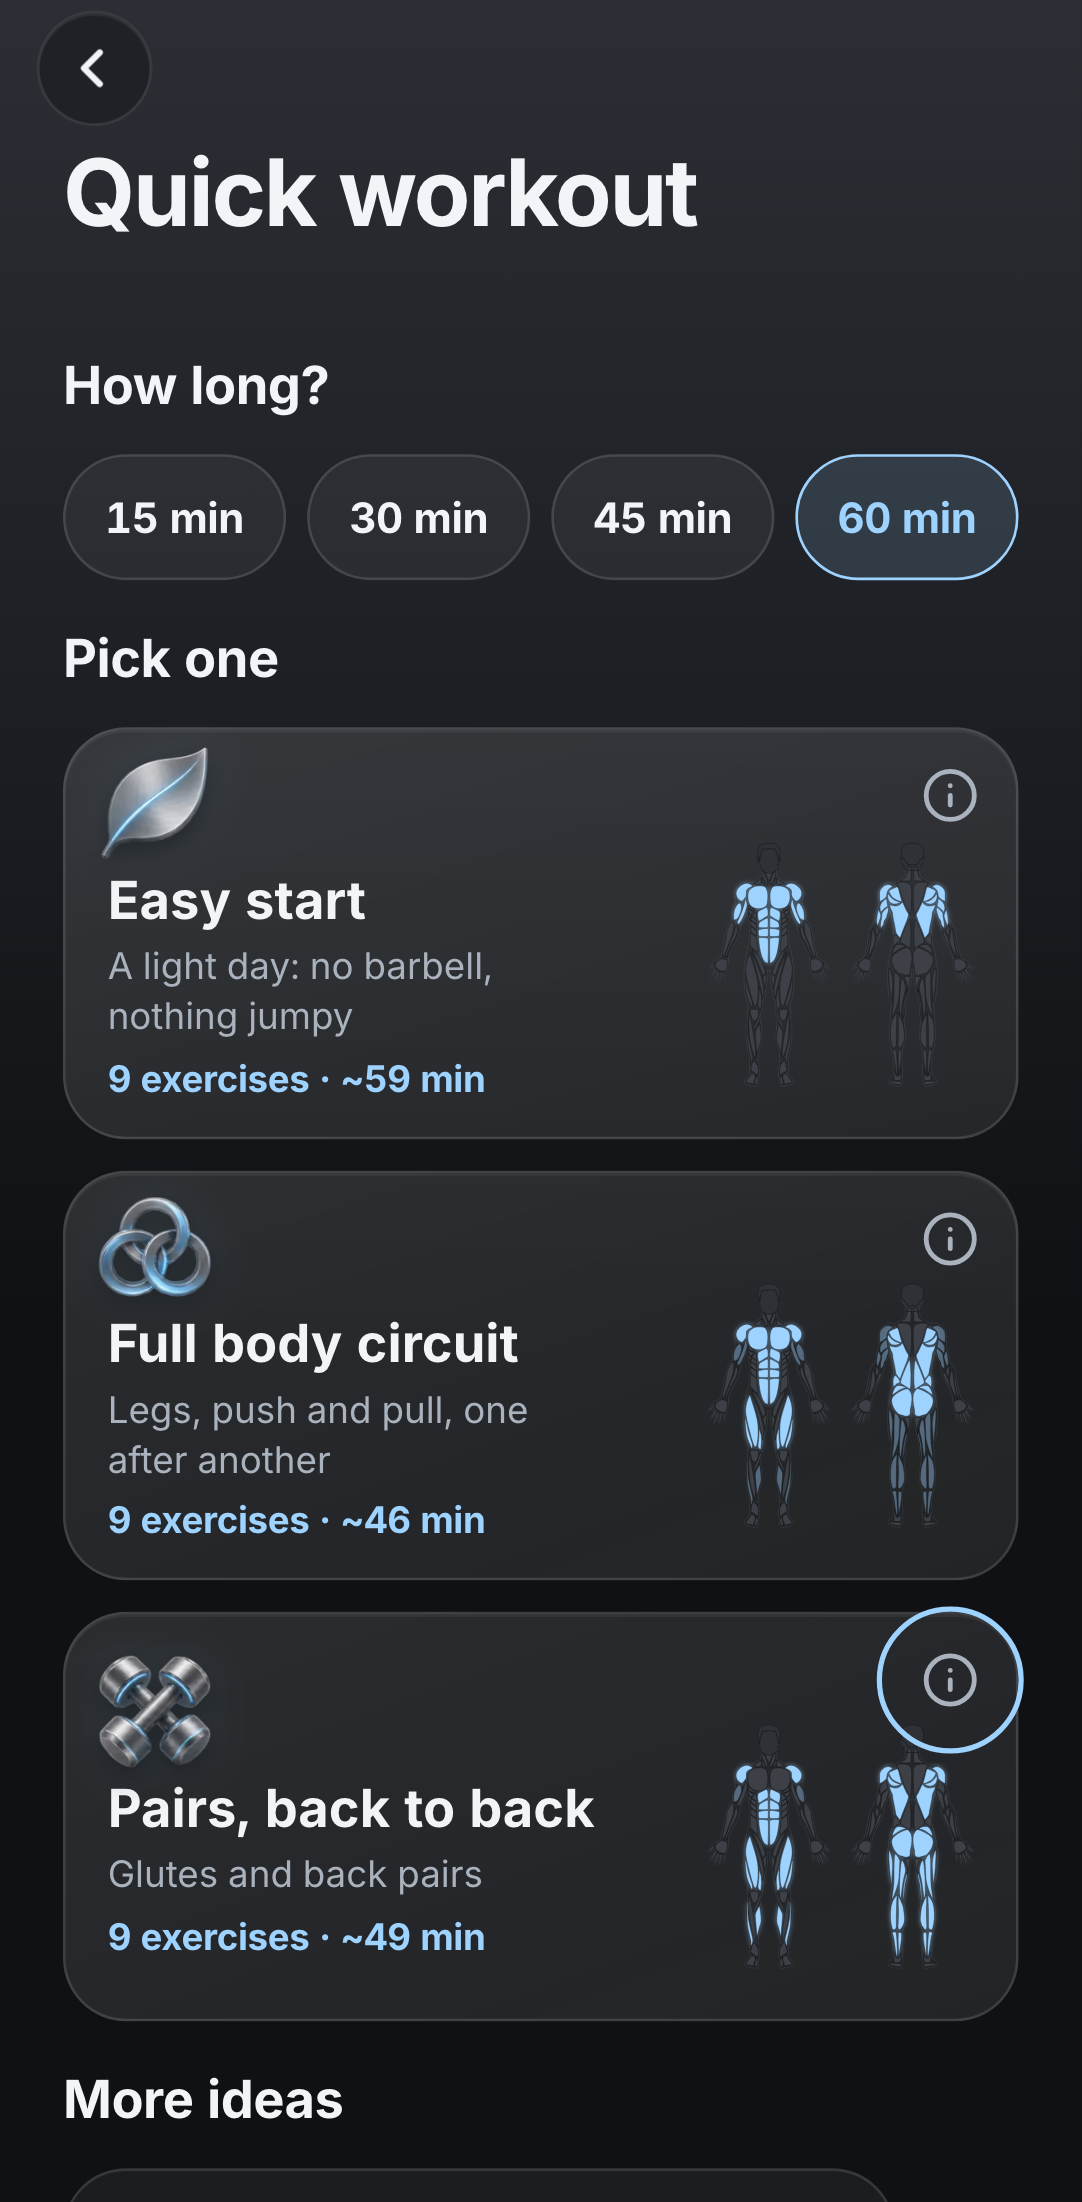 Quick workout
How long?
15 min 30 min 45 min 60 min
Pick one
Easy start
A light day: no barbell,
nothing jumpy
9 exercises · ~59 min
Full body circuit
Legs, push and pull, one
after another
9 exercises · ~46 min
Pairs, back to back
Glutes and back pairs
9 exercises · ~49 min
More ideas